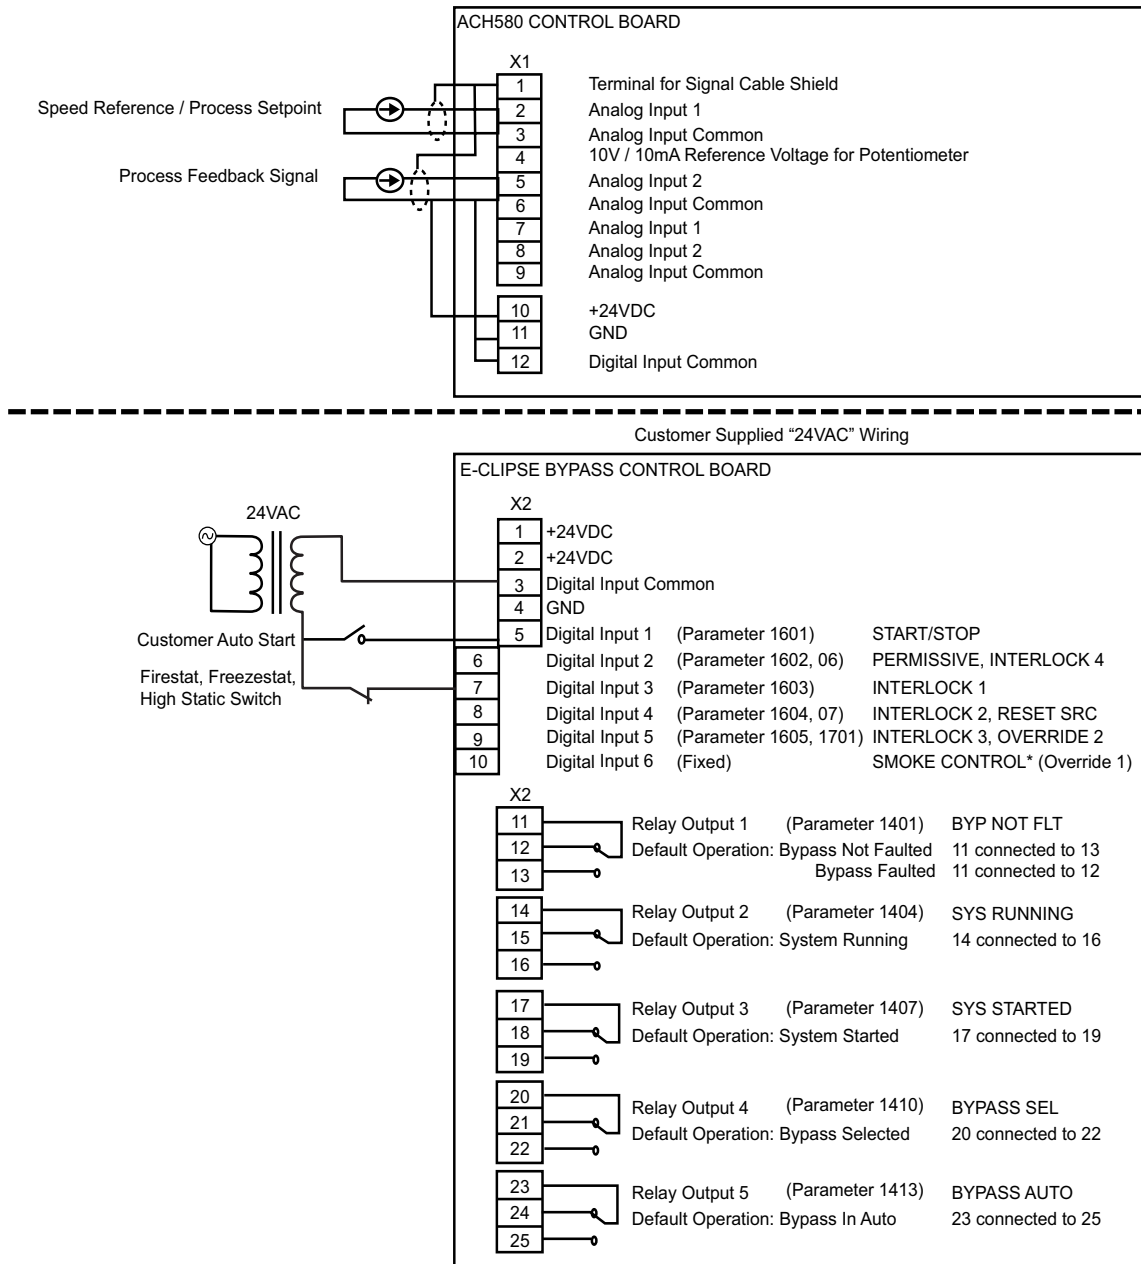 ACH580 CONTROL BOARD
X1
1 Terminal for Signal Cable Shield
Speed Reference / Process Setpoint
2 Analog Input 1
3 Analog Input Common
4 10V / 10mA Reference Voltage for Potentiometer
Process Feedback Signal
5 Analog Input 2
6 Analog Input Common
7 Analog Input 1
8 Analog Input 2
9 Analog Input Common
10 +24VDC
11 GND
12 Digital Input Common
Customer Supplied “24VAC” Wiring
E-CLIPSE BYPASS CONTROL BOARD
X2
24VAC
1 +24VDC
2 +24VDC
3 Digital Input Common
4 GND
Customer Auto Start
5 Digital Input 1 (Parameter 1601) START/STOP
6 Digital Input 2 (Parameter 1602, 06) PERMISSIVE, INTERLOCK 4
Firestat, Freezestat,
High Static Switch
7 Digital Input 3 (Parameter 1603) INTERLOCK 1
8 Digital Input 4 (Parameter 1604, 07) INTERLOCK 2, RESET SRC
9 Digital Input 5 (Parameter 1605, 1701) INTERLOCK 3, OVERRIDE 2
10 Digital Input 6 (Fixed) SMOKE CONTROL* (Override 1)
X2
11 Relay Output 1 (Parameter 1401) BYP NOT FLT
12 Default Operation: Bypass Not Faulted 11 connected to 13
13 Bypass Faulted 11 connected to 12
14 Relay Output 2 (Parameter 1404) SYS RUNNING
15 Default Operation: System Running 14 connected to 16
16
17 Relay Output 3 (Parameter 1407) SYS STARTED
18 Default Operation: System Started 17 connected to 19
19
20 Relay Output 4 (Parameter 1410) BYPASS SEL
21 Default Operation: Bypass Selected 20 connected to 22
22
23 Relay Output 5 (Parameter 1413) BYPASS AUTO
24 Default Operation: Bypass In Auto 23 connected to 25
25